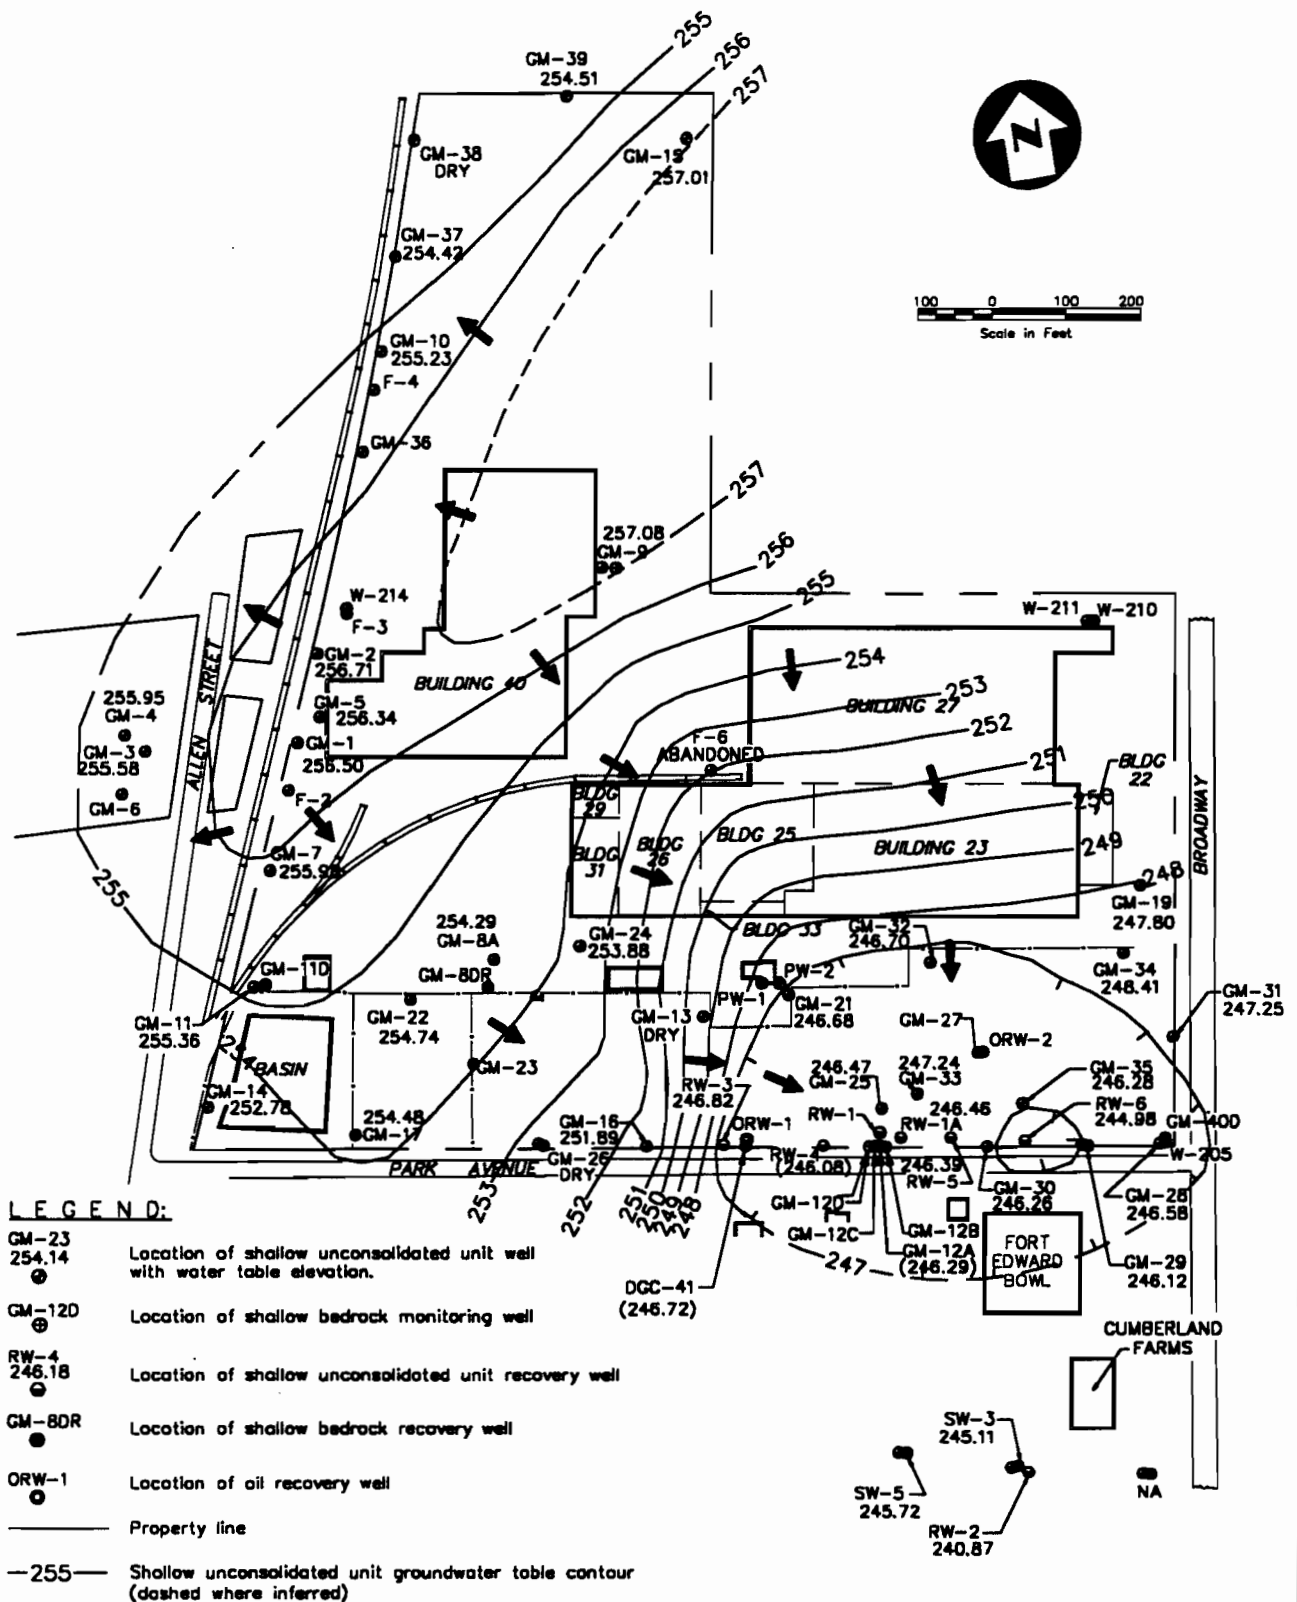 255
256
257
GM-39
254.51
GM-38
DRY
GM-15
257.01
N
GM-37
254.42
100 0 100 200
Scale in Feet
GM-10
255.23
F-4
GM-36
257
257.08
GM-9
256
255
W-214
F-3
W-211
W-210
GM-2
256.71
BUILDING 40
254
253
BUILDING 27
252
251
250
249
248
ALLEN STREET
255.95
GM-4
GM-3
255.58
GM-6
GM-5
256.34
GM-1
256.50
F-2
F-6
ABANDONED
BLDG
22
BROADWAY
BLDG
29
BLDG
31
BLDG
26
BLDG 25
BUILDING 23
GM-7
255.98
255
GM-19
247.80
BLDG 33
GM-32
246.70
254.29
GM-8A
GM-24
253.88
GM-8DR
GM-11D
PW-2
PW-1
GM-34
248.41
GM-31
247.25
GM-11
255.36
GM-22
254.74
GM-13
DRY
GM-21
246.68
GM-27
ORW-2
254
BASIN
GM-23
RW-3
246.82
246.47
GM-25
247.24
GM-33
GM-35
246.28
GM-14
252.78
254.48
GM-17
GM-16
251.89
ORW-1
RW-1
246.46
RW-1A
RW-6
244.98
GM-40D
W-205
PARK AVENUE
GM-26
DRY
RW-4
(246.08)
246.39
RW-5
GM-30
246.26
GM-28
246.58
253
252
251
250
249
248
GM-12D
GM-12C
GM-12B
GM-12A
(246.29)
247
FORT
EDWARD
BOWL
GM-29
246.12
DGC-41
(246.72)
CUMBERLAND
FARMS
SW-3
245.11
SW-5
245.72
RW-2
240.87
NA
LEGEND:
GM-23
254.14
Location of shallow unconsolidated unit well
with water table elevation.
GM-12D
Location of shallow bedrock monitoring well
RW-4
246.18
Location of shallow unconsolidated unit recovery well
GM-8DR
Location of shallow bedrock recovery well
ORW-1
Location of oil recovery well
Property line
255
Shallow unconsolidated unit groundwater table contour
(dashed where inferred)